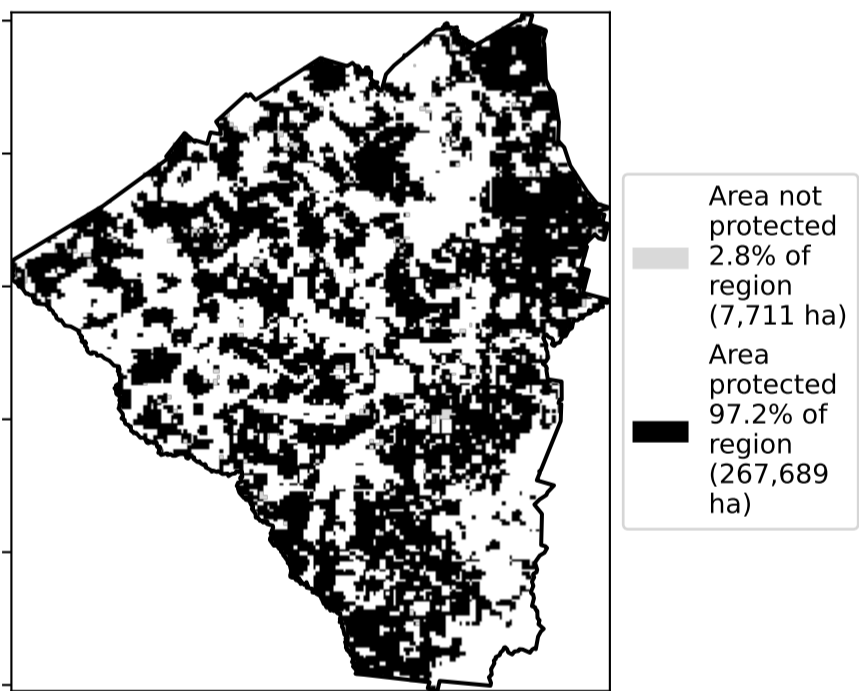 Area not
protected
2.8% of
region
(7,711 ha)
Area
protected
97.2% of
region
(267,689
ha)